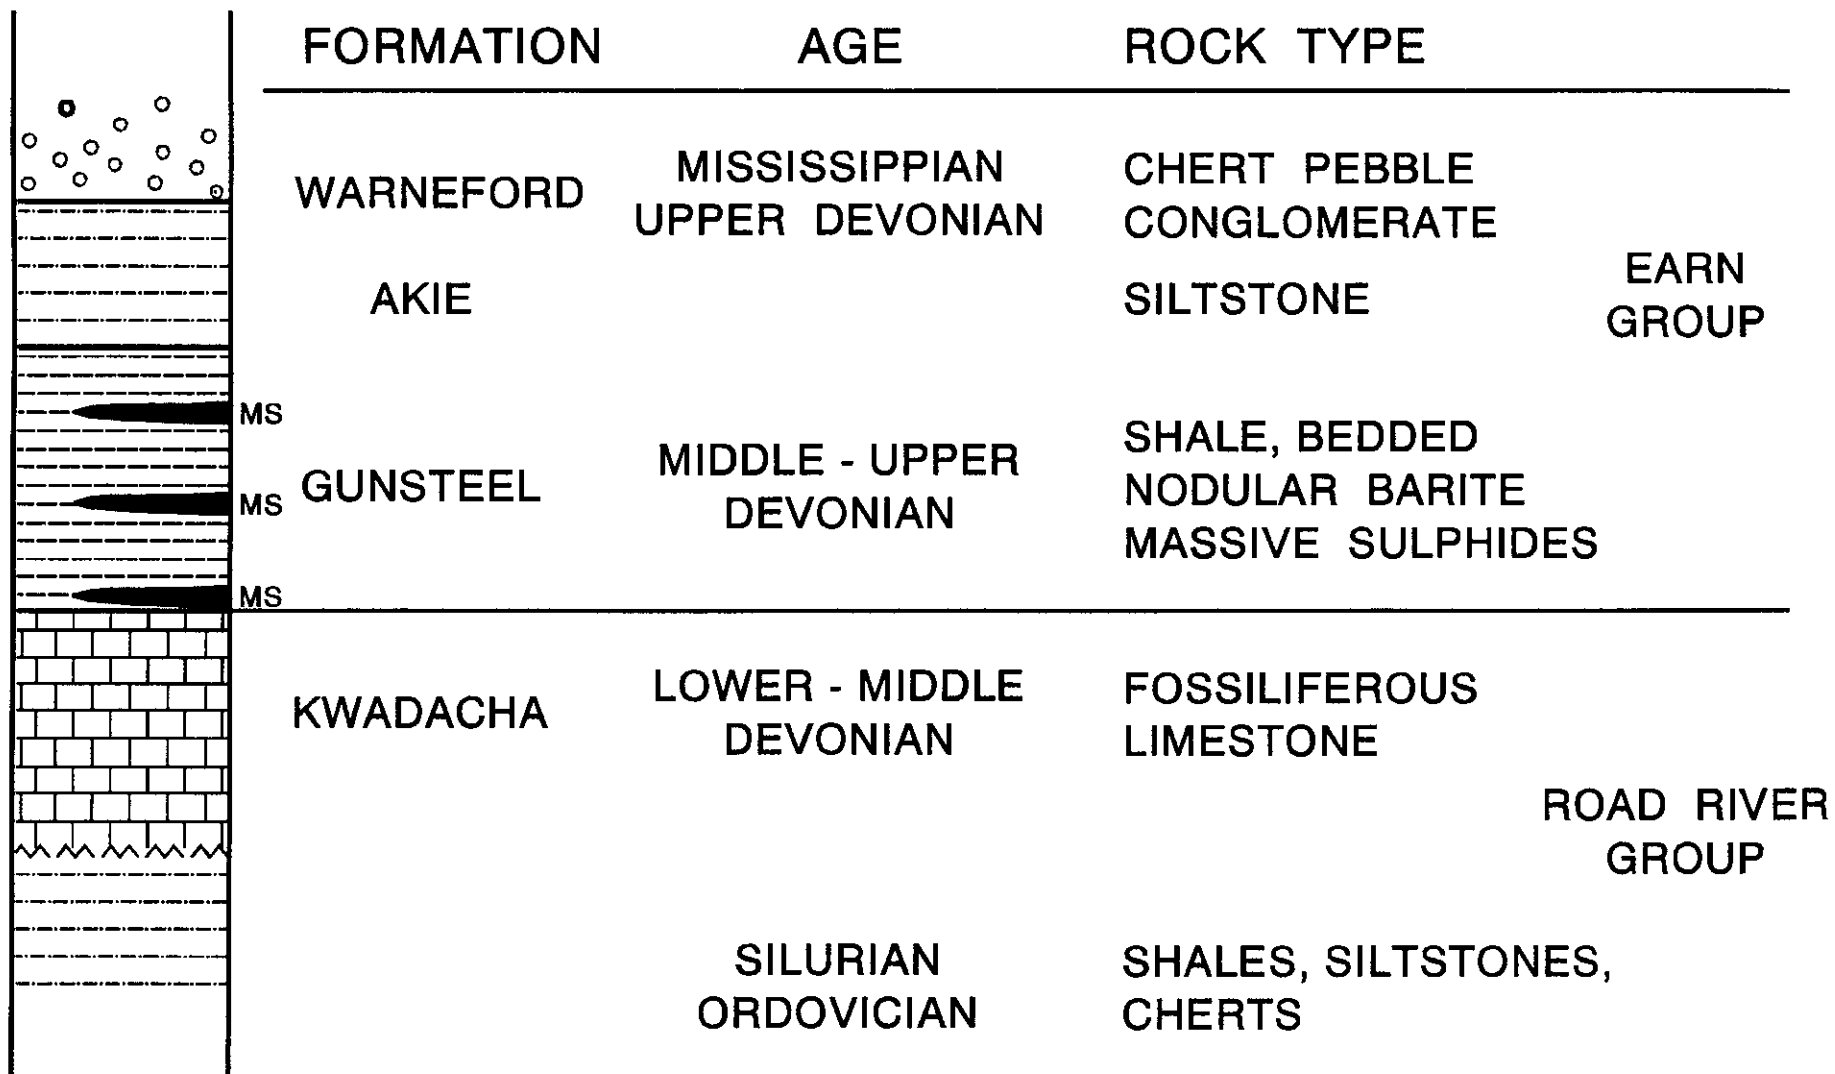 FORMATION AGE ROCK TYPE
WARNEFORD
MISSISSIPPIAN
UPPER DEVONIAN
CHERT PEBBLE
CONGLOMERATE
AKIE
SILTSTONE
EARN
GROUP
MS
MS
MS
GUNSTEEL
MIDDLE - UPPER
DEVONIAN
SHALE, BEDDED
NODULAR BARITE
MASSIVE SULPHIDES
KWADACHA
LOWER - MIDDLE
DEVONIAN
FOSSILIFEROUS
LIMESTONE
ROAD RIVER
GROUP
SILURIAN
ORDOVICIAN
SHALES, SILTSTONES,
CHERTS